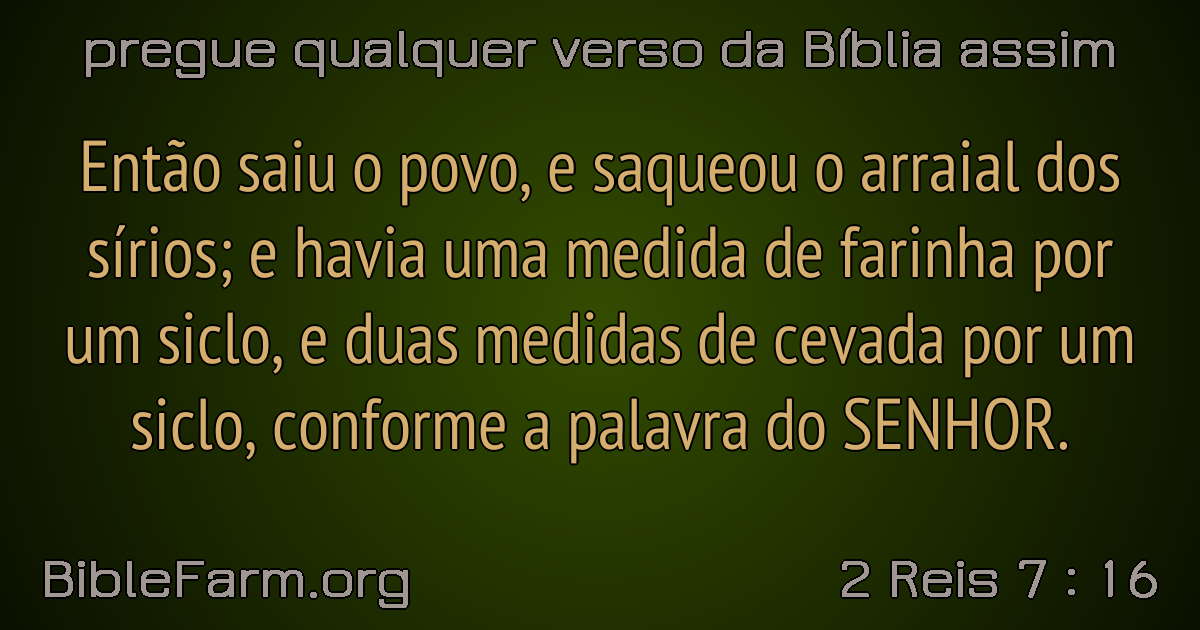 pregue qualquer verso da Bíblia assim
Então saiu o povo, e saqueou o arraial dos
sírios; e havia uma medida de farinha por
um siclo, e duas medidas de cevada por um
siclo, conforme a palavra do SENHOR.
BibleFarm.org
2 Reis 7 : 16